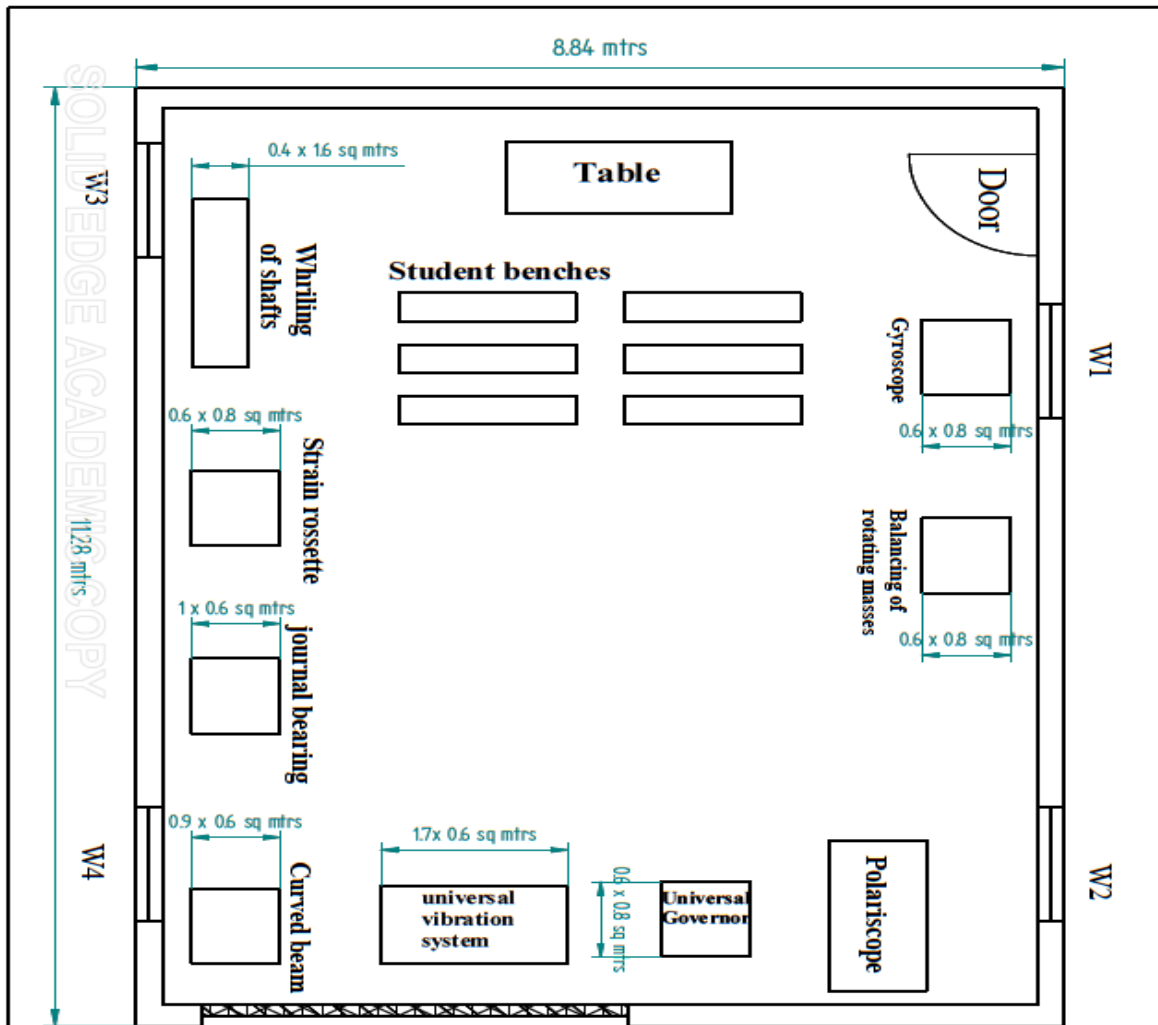 8.84 mtrs
SOLID EDGE ACADEMIC COPY
0.4 x 1.6 sq mtrs
Table
Door
W3
Whriling
of shafts
Student benches
Gyroscope
W1
0.6 x 0.8 sq mtrs
0.6 x 0.8 sq mtrs
Strain rossette
Balancing of
rotating masses
11.28 mtrs
1 x 0.6 sq mtrs
journal bearing
0.6 x 0.8 sq mtrs
0.9 x 0.6 sq mtrs
1.7x 0.6 sq mtrs
W4
Curved beam
universal
vibration
system
0.6 x 0.8 sq mtrs
Universal
Governor
Polariscope
W2